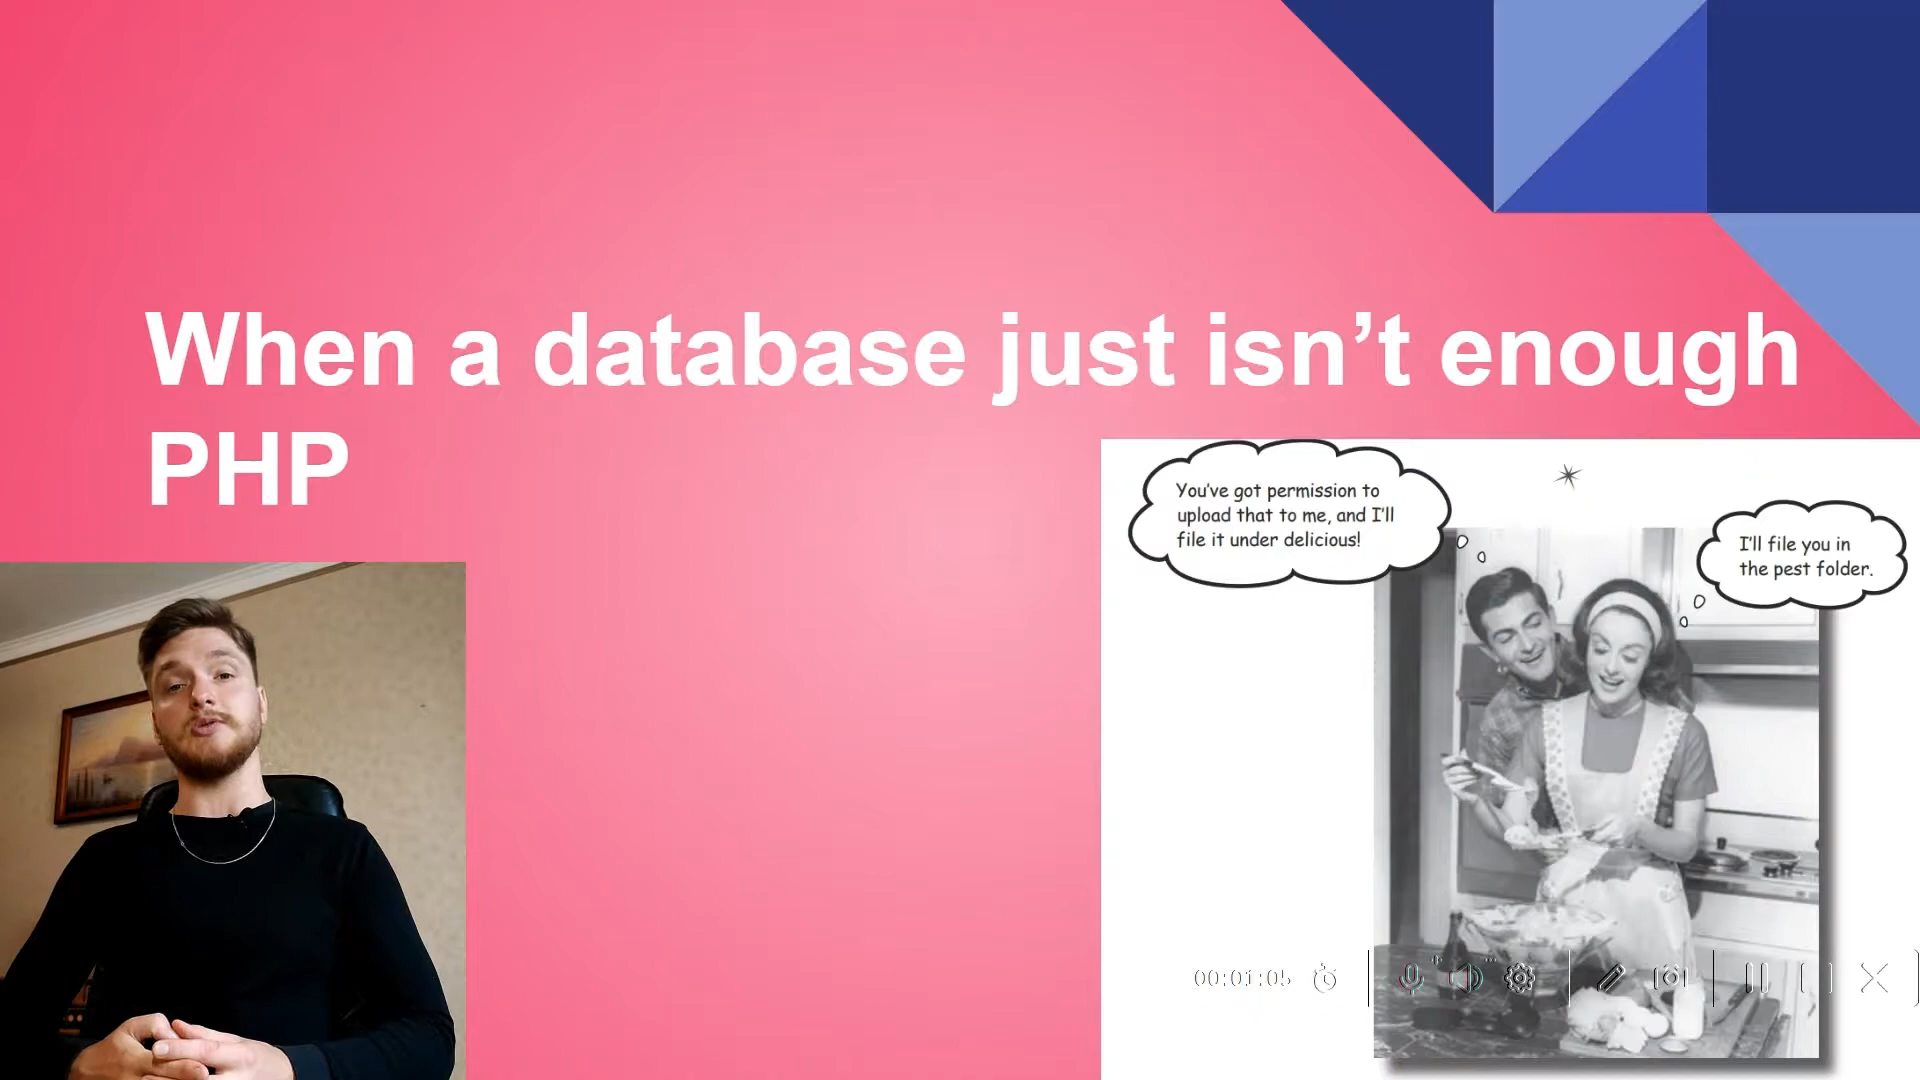 When a database just isn’t enough
PHP
You’ve got permission to
upload that to me, and I’ll
file it under delicious!
I’ll file you in
the pest folder.
00:01:05